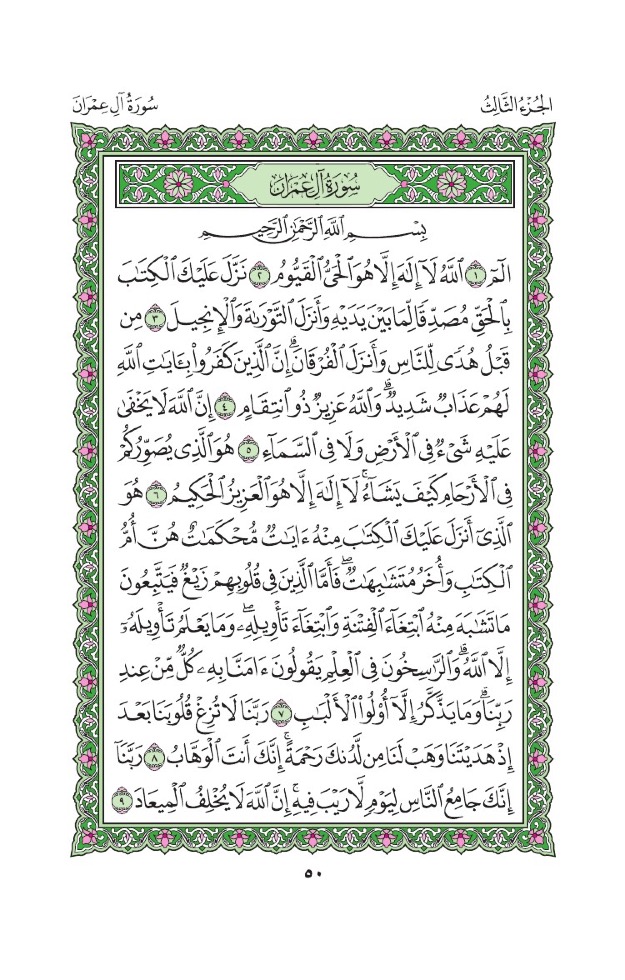 الجُزْءُ الثَّالِثُ
سُورَةُ آلِ عِمْرَانَ
سُورَةُ آلِ عِمْرَانَ
بِسْمِ ٱللَّهِ ٱلرَّحْمَٰنِ ٱلرَّحِيمِ
الٓمٓ ١ ٱللَّهُ لَآ إِلَٰهَ إِلَّا هُوَ ٱلْحَىُّ ٱلْقَيُّومُ ٢ نَزَّلَ عَلَيْكَ ٱلْكِتَٰبَ
بِٱلْحَقِّ مُصَدِّقًا لِّمَا بَيْنَ يَدَيْهِ وَأَنزَلَ ٱلتَّوْرَىٰةَ وَٱلْإِنجِيلَ ٣ مِن
قَبْلُ هُدًى لِّلنَّاسِ وَأَنزَلَ ٱلْفُرْقَانَۗ إِنَّ ٱلَّذِينَ كَفَرُوا۟ بِـَٔايَٰتِ ٱللَّهِ
لَهُمْ عَذَابٌ شَدِيدٌۗ وَٱللَّهُ عَزِيزٌ ذُو ٱنتِقَامٍ ٤ إِنَّ ٱللَّهَ لَا يَخْفَىٰ
عَلَيْهِ شَىْءٌ فِى ٱلْأَرْضِ وَلَا فِى ٱلسَّمَآءِ ٥ هُوَ ٱلَّذِى يُصَوِّرُكُمْ
فِى ٱلْأَرْحَامِ كَيْفَ يَشَآءُۚ لَآ إِلَٰهَ إِلَّا هُوَ ٱلْعَزِيزُ ٱلْحَكِيمُ ٦ هُوَ
ٱلَّذِىٓ أَنزَلَ عَلَيْكَ ٱلْكِتَٰبَ مِنْهُ ءَايَٰتٌ مُّحْكَمَٰتٌ هُنَّ أُمُّ
ٱلْكِتَٰبِ وَأُخَرُ مُتَشَٰبِهَٰتٌۖ فَأَمَّا ٱلَّذِينَ فِى قُلُوبِهِمْ زَيْغٌ فَيَتَّبِعُونَ
مَا تَشَٰبَهَ مِنْهُ ٱبْتِغَآءَ ٱلْفِتْنَةِ وَٱبْتِغَآءَ تَأْوِيلِهِۦۖ وَمَا يَعْلَمُ تَأْوِيلَهُۥٓ
إِلَّا ٱللَّهُۗ وَٱلرَّٰسِخُونَ فِى ٱلْعِلْمِ يَقُولُونَ ءَامَنَّا بِهِۦ كُلٌّ مِّنْ عِندِ
رَبِّنَاۗ وَمَا يَذَّكَّرُ إِلَّآ أُو۟لُوا۟ ٱلْأَلْبَٰبِ ٧ رَبَّنَا لَا تُزِغْ قُلُوبَنَا بَعْدَ
إِذْ هَدَيْتَنَا وَهَبْ لَنَا مِن لَّدُنكَ رَحْمَةًۚ إِنَّكَ أَنتَ ٱلْوَهَّابُ ٨ رَبَّنَآ
إِنَّكَ جَامِعُ ٱلنَّاسِ لِيَوْمٍ لَّا رَيْبَ فِيهِۚ إِنَّ ٱللَّهَ لَا يُخْلِفُ ٱلْمِيعَادَ ٩
٥٠